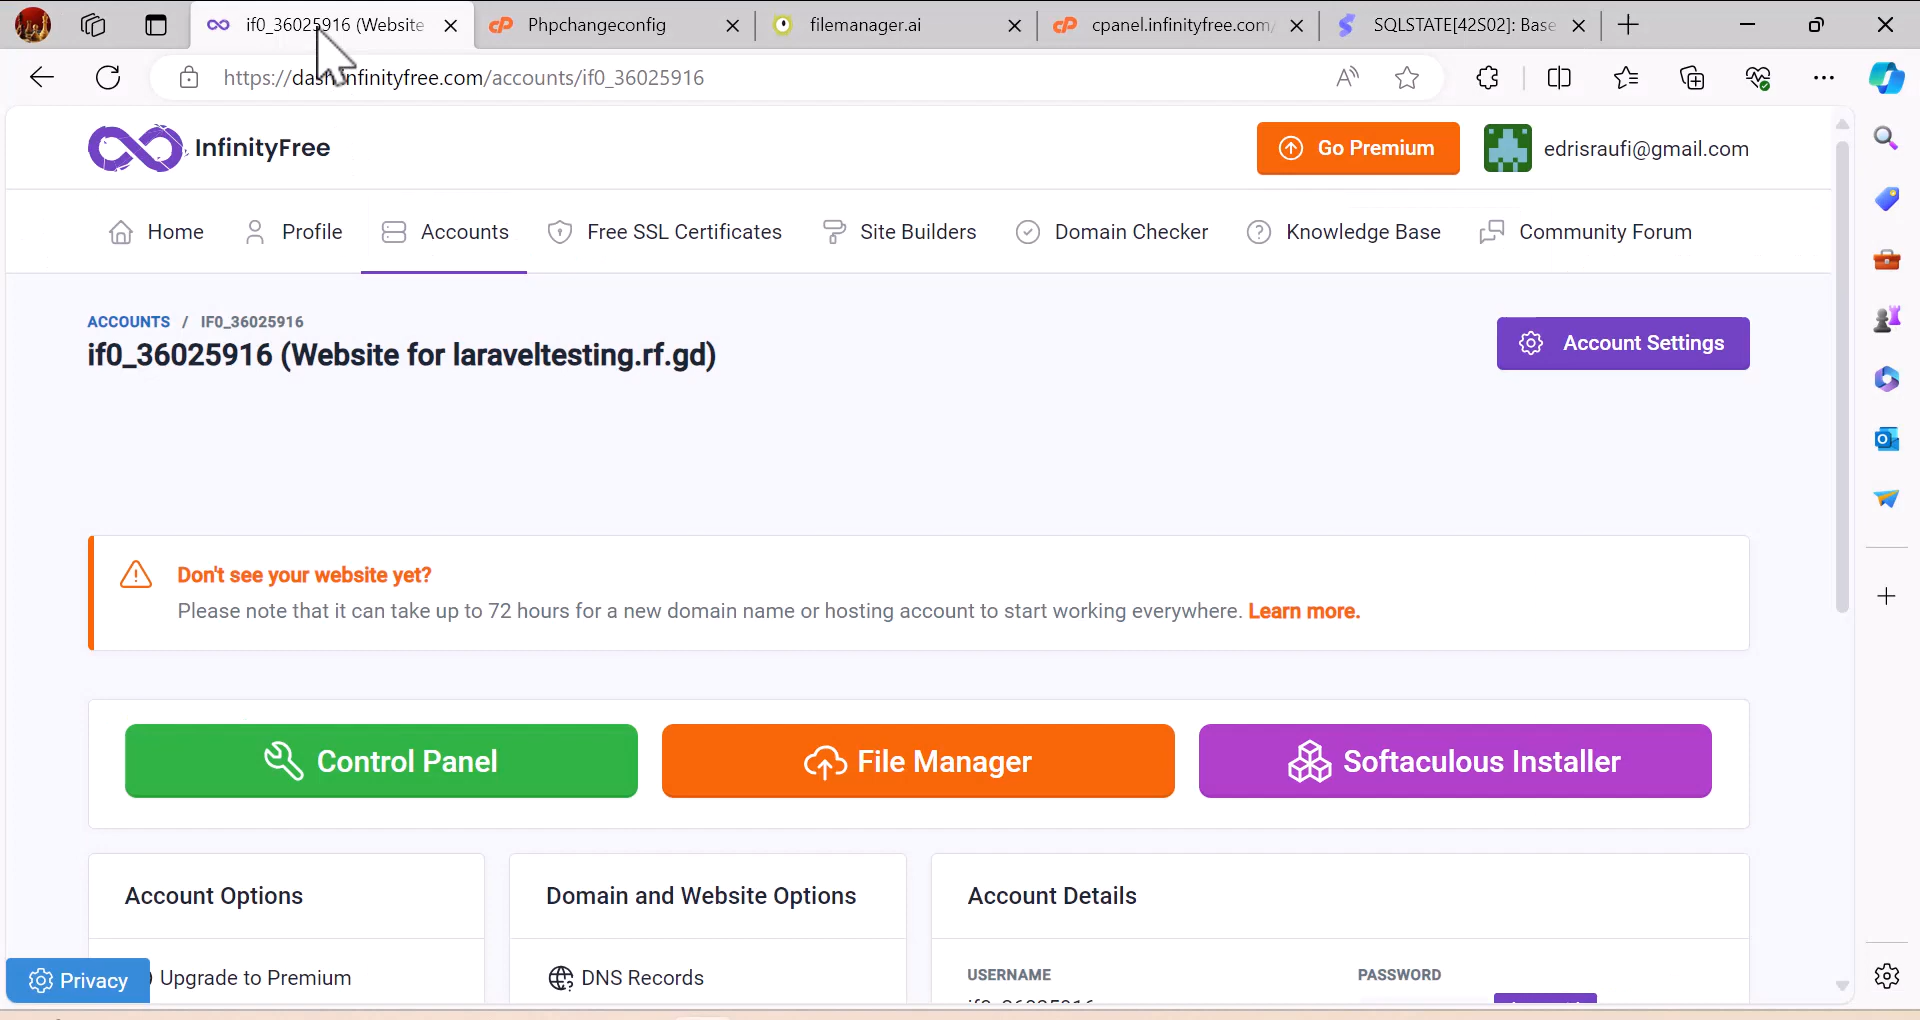 if0_36025916 (Website
Phpchangeconfig
filemanager.ai
cpanel.infinityfree.com/
SQLSTATE[42S02]: Base
https://dash.infinityfree.com/accounts/if0_36025916
InfinityFree
Go Premium
edrisraufi@gmail.com
Home
Profile
Accounts
Free SSL Certificates
Site Builders
Domain Checker
Knowledge Base
Community Forum
ACCOUNTS / IF0_36025916
if0_36025916 (Website for laraveltesting.rf.gd)
Account Settings
Don't see your website yet?
Please note that it can take up to 72 hours for a new domain name or hosting account to start working everywhere. Learn more.
Control Panel
File Manager
Softaculous Installer
Account Options
Domain and Website Options
Account Details
Privacy
Upgrade to Premium
DNS Records
USERNAME
PASSWORD